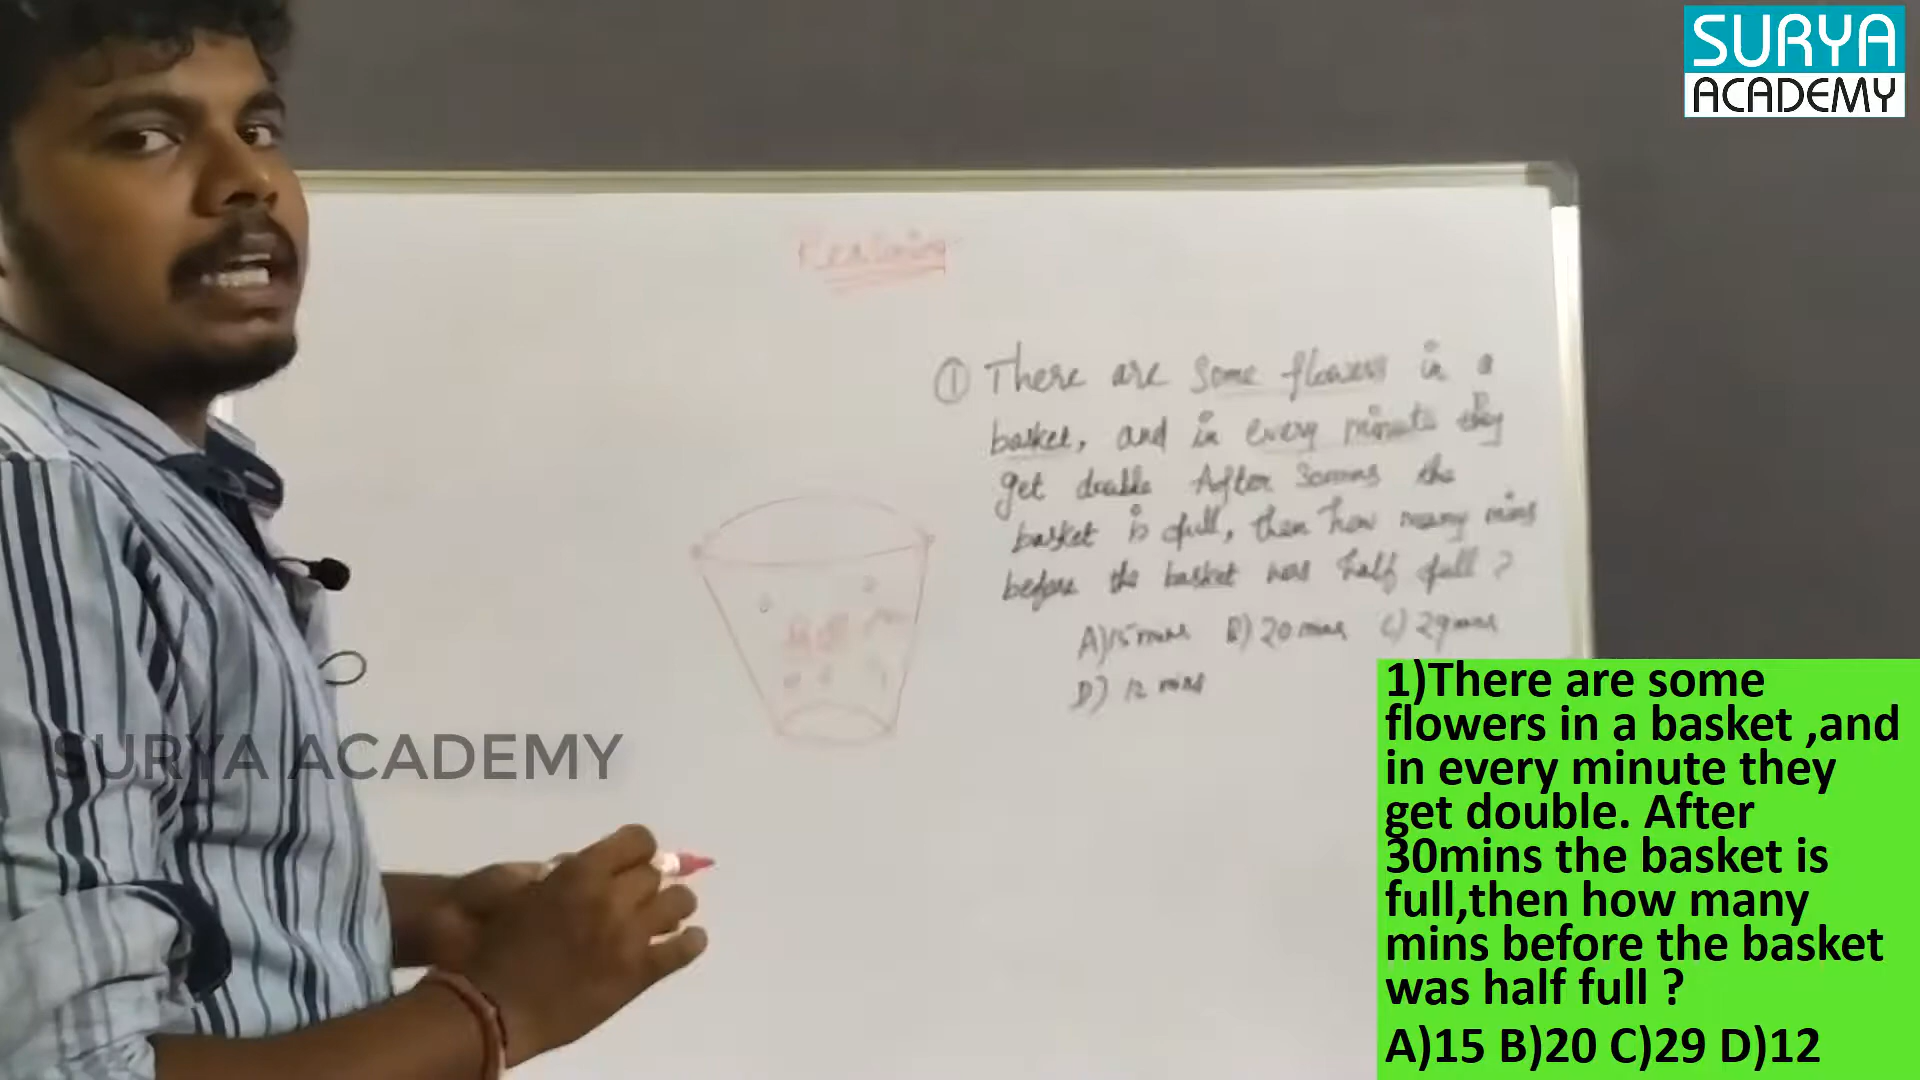 SURYA
ACADEMY
Reasoning
① There are some flowers in a
basket, and in every minute they
get double After 30mins the
basket is full, then how many mins
before the basket was half full ?
A) 15 mins B) 20 mins C) 29 mins
D) 12 mins
SURYA ACADEMY
1)There are some
flowers in a basket ,and
in every minute they
get double. After
30mins the basket is
full,then how many
mins before the basket
was half full ?
A)15 B)20 C)29 D)12